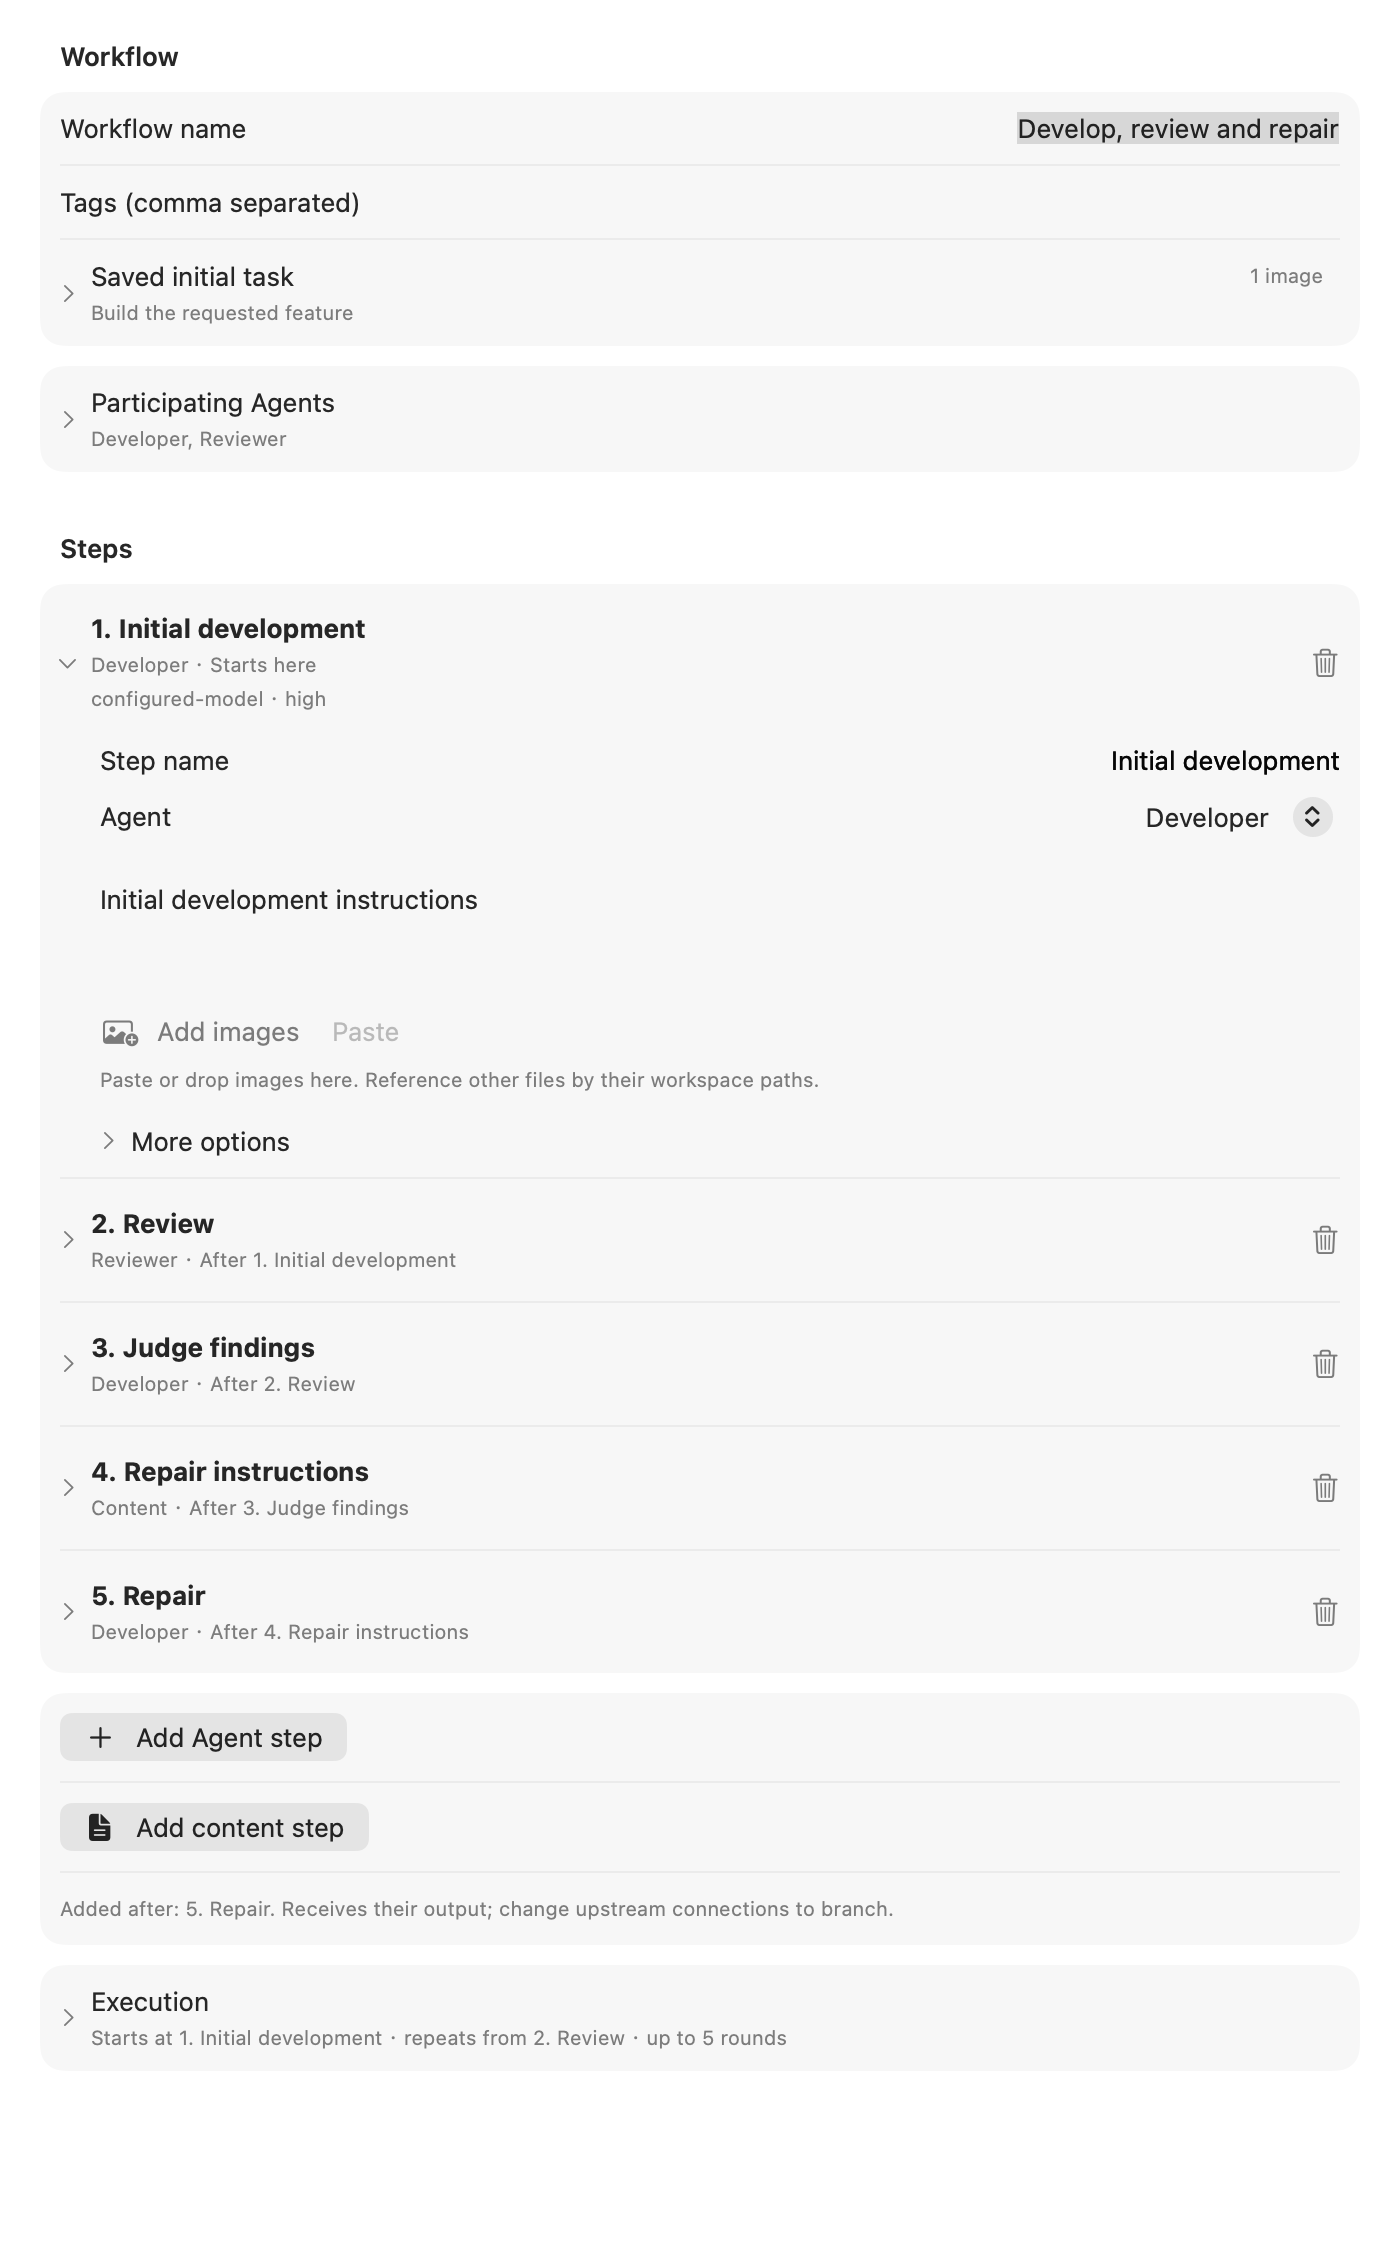 Workflow
Workflow name Develop, review and repair
Tags (comma separated)
Saved initial task 1 image
Build the requested feature
Participating Agents
Developer, Reviewer
Steps
1. Initial development
Developer · Starts here
configured-model · high
Step name Initial development
Agent Developer
Initial development instructions
Add images Paste
Paste or drop images here. Reference other files by their workspace paths.
More options
2. Review
Reviewer · After 1. Initial development
3. Judge findings
Developer · After 2. Review
4. Repair instructions
Content · After 3. Judge findings
5. Repair
Developer · After 4. Repair instructions
Add Agent step
Add content step
Added after: 5. Repair. Receives their output; change upstream connections to branch.
Execution
Starts at 1. Initial development · repeats from 2. Review · up to 5 rounds